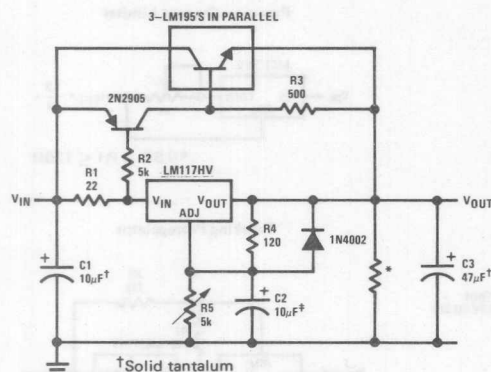 3–LM195'S IN PARALLEL
2N2905
R3
500
R2
5k
LM117HV
R1
22
VIN
VIN
VOUT
ADJ
VOUT
R4
120
1N4002
*
C1
10µF†
R5
5k
C2
10µF‡
C3
47µF†
†Solid tantalum